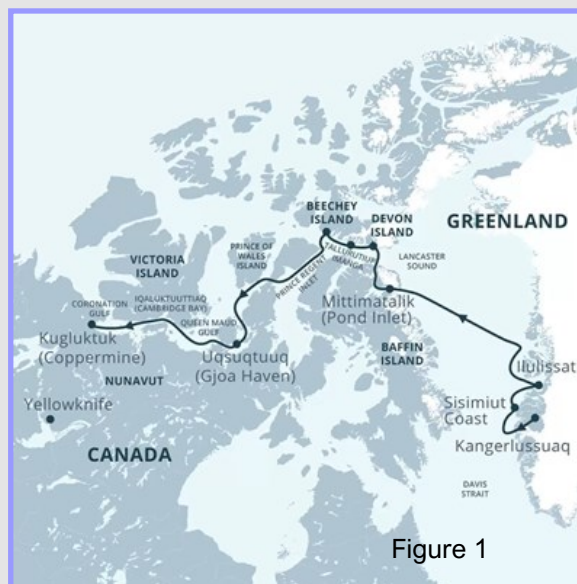 BEECHEY
ISLAND
DEVON
ISLAND
GREENLAND
PRINCE OF
WALES
ISLAND
TALLURUTIUP
IMANGA
LANCASTER
SOUND
VICTORIA
ISLAND
PRINCE REGENT
INLET
Mittimatalik
(Pond Inlet)
CORONATION
GULF
IQALUKTUUTTIAQ
(CAMBRIDGE BAY)
QUEEN MAUD
GULF
Kugluktuk
(Coppermine)
Uqsuqtuuq
(Gjoa Haven)
BAFFIN
ISLAND
Ilulissat
NUNAVUT
Sisimiut
Coast
Yellowknife
Kangerlussuaq
CANADA
DAVIS
STRAIT
Figure 1